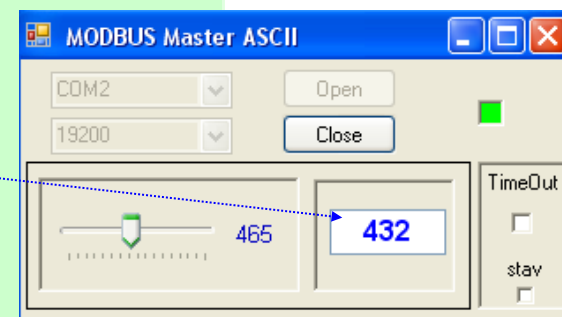 MODBUS Master ASCII
COM2
Open
19200
Close
465
432
TimeOut
stav